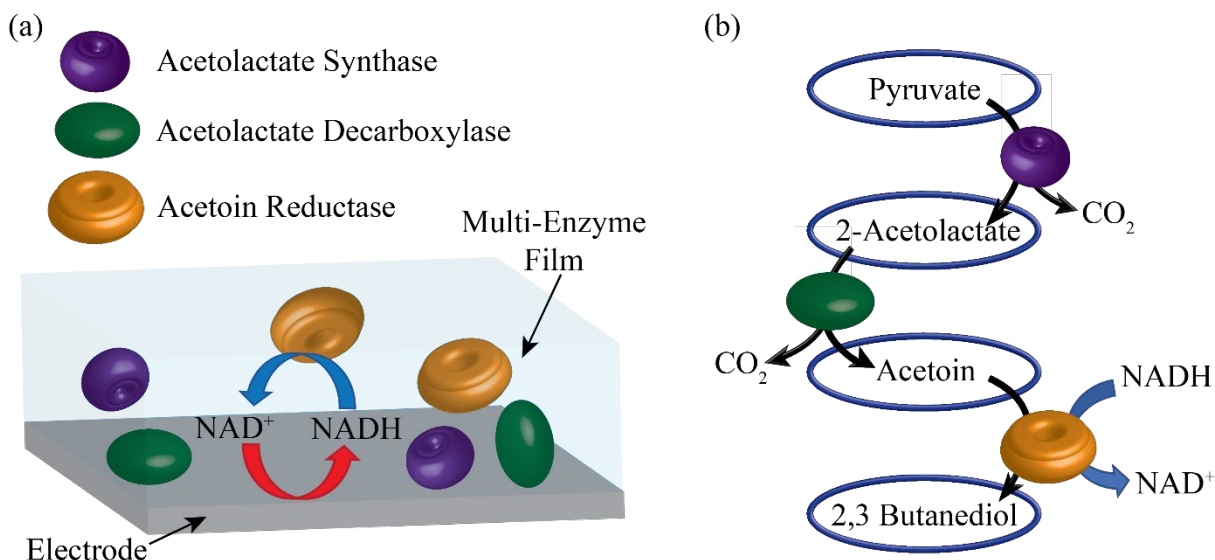 (a)
Acetolactate Synthase
Acetolactate Decarboxylase
Acetoin Reductase
Multi-Enzyme
Film
NAD⁺
NADH
Electrode
(b)
Pyruvate
CO₂
2-Acetolactate
CO₂
Acetoin
NADH
NAD⁺
2,3 Butanediol